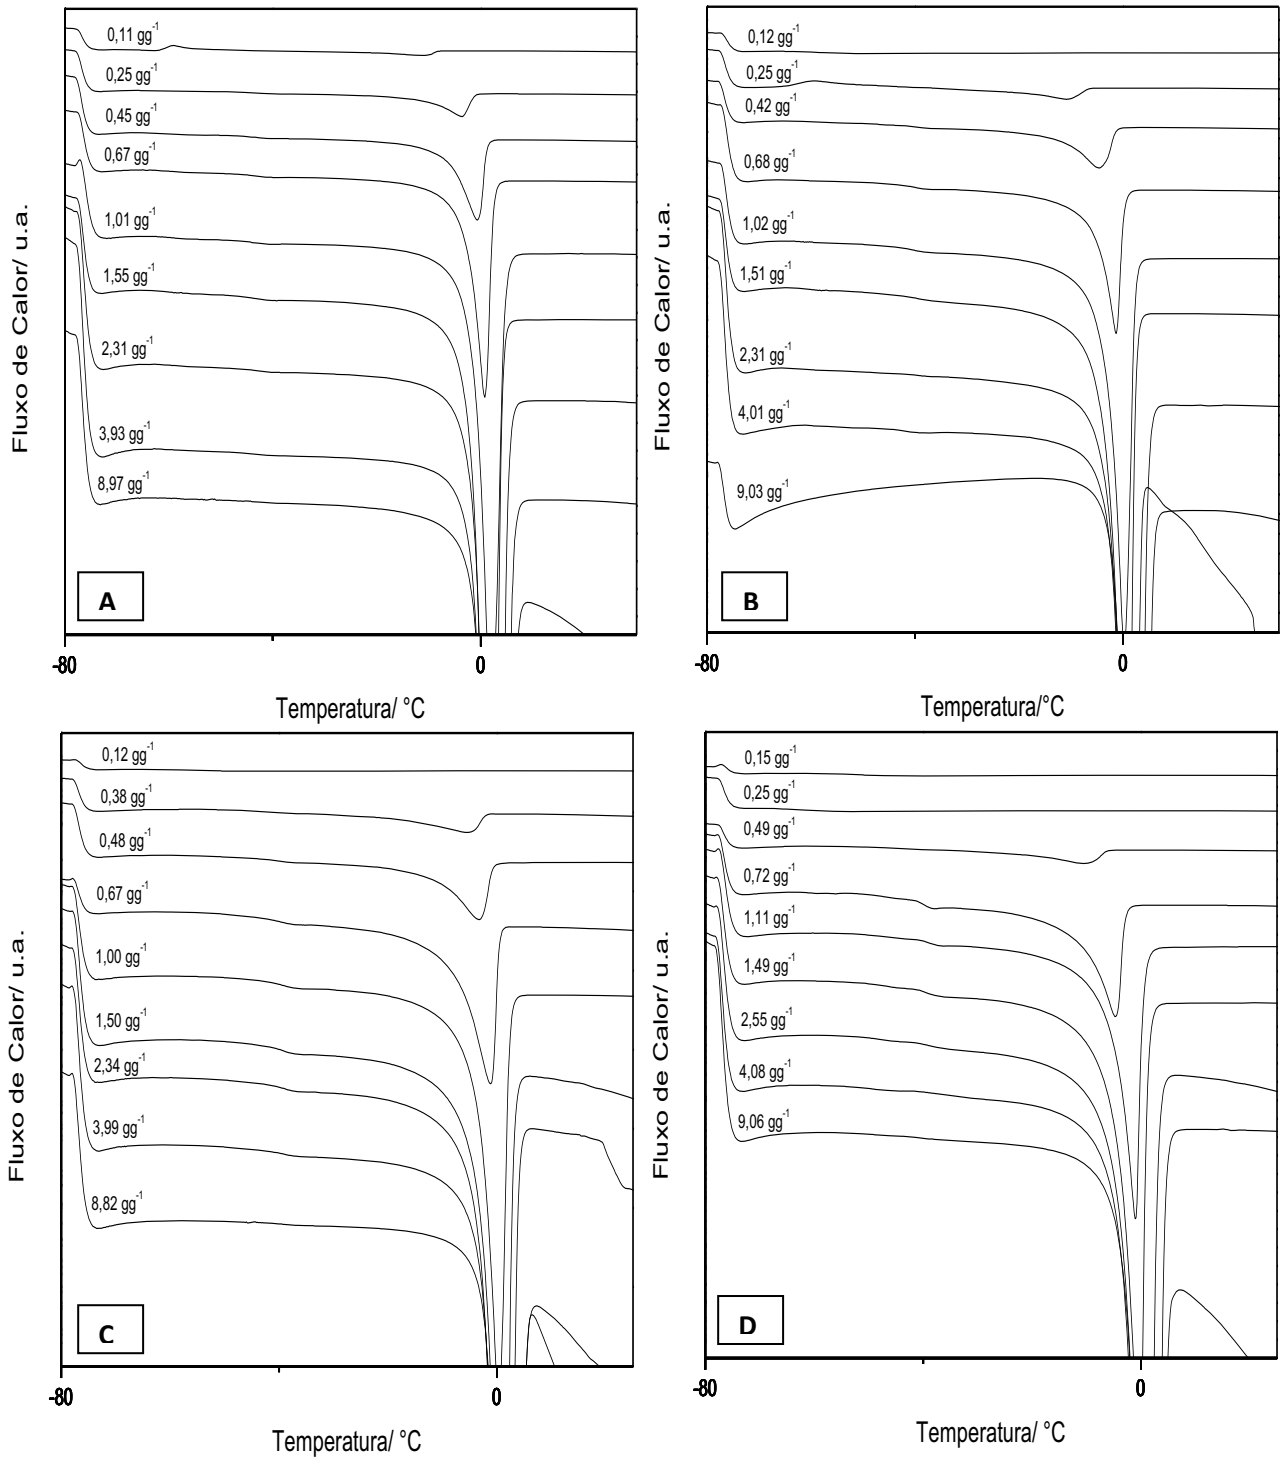 0,11 gg⁻¹
0,25 gg⁻¹
0,45 gg⁻¹
0,67 gg⁻¹
1,01 gg⁻¹
1,55 gg⁻¹
2,31 gg⁻¹
3,93 gg⁻¹
8,97 gg⁻¹
Fluxo de Calor/ u.a.
A
-80
0
Temperatura/ °C
0,12 gg⁻¹
0,25 gg⁻¹
0,42 gg⁻¹
0,68 gg⁻¹
1,02 gg⁻¹
1,51 gg⁻¹
2,31 gg⁻¹
4,01 gg⁻¹
9,03 gg⁻¹
Fluxo de Calor/ u.a.
B
-80
0
Temperatura/°C
0,12 gg⁻¹
0,38 gg⁻¹
0,48 gg⁻¹
0,67 gg⁻¹
1,00 gg⁻¹
1,50 gg⁻¹
2,34 gg⁻¹
3,99 gg⁻¹
8,82 gg⁻¹
Fluxo de Calor/ u.a.
C
-80
0
Temperatura/ °C
0,15 gg⁻¹
0,25 gg⁻¹
0,49 gg⁻¹
0,72 gg⁻¹
1,11 gg⁻¹
1,49 gg⁻¹
2,55 gg⁻¹
4,08 gg⁻¹
9,06 gg⁻¹
Fluxo de Calor/ u.a.
D
-80
0
Temperatura/ °C